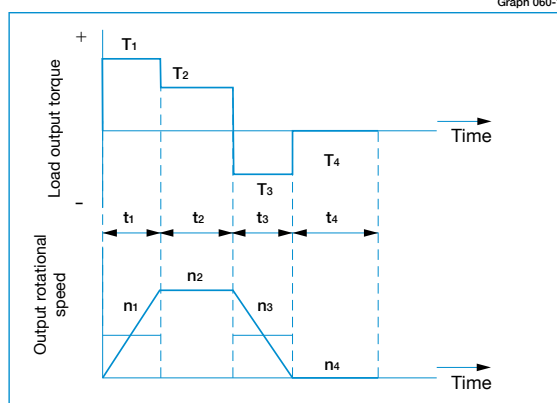 Graph 060-
+
T1
T2
Load output torque
Time
T3
T4
-
t1 t2 t3 t4
n2
Output rotational
speed
n1
n3
n4
Time